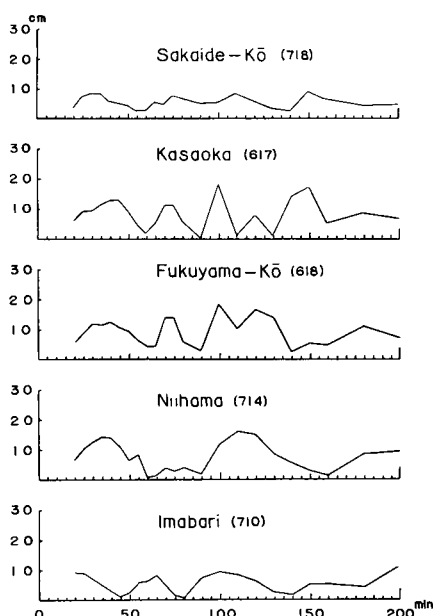 cm
30
Sakaide-Kō (718)
20
10
30
Kasaoka (617)
20
10
30
Fukuyama-Kō (618)
20
10
30
Niihama (714)
20
10
30
Imabari (710)
20
10
0 50 100 150 200 min